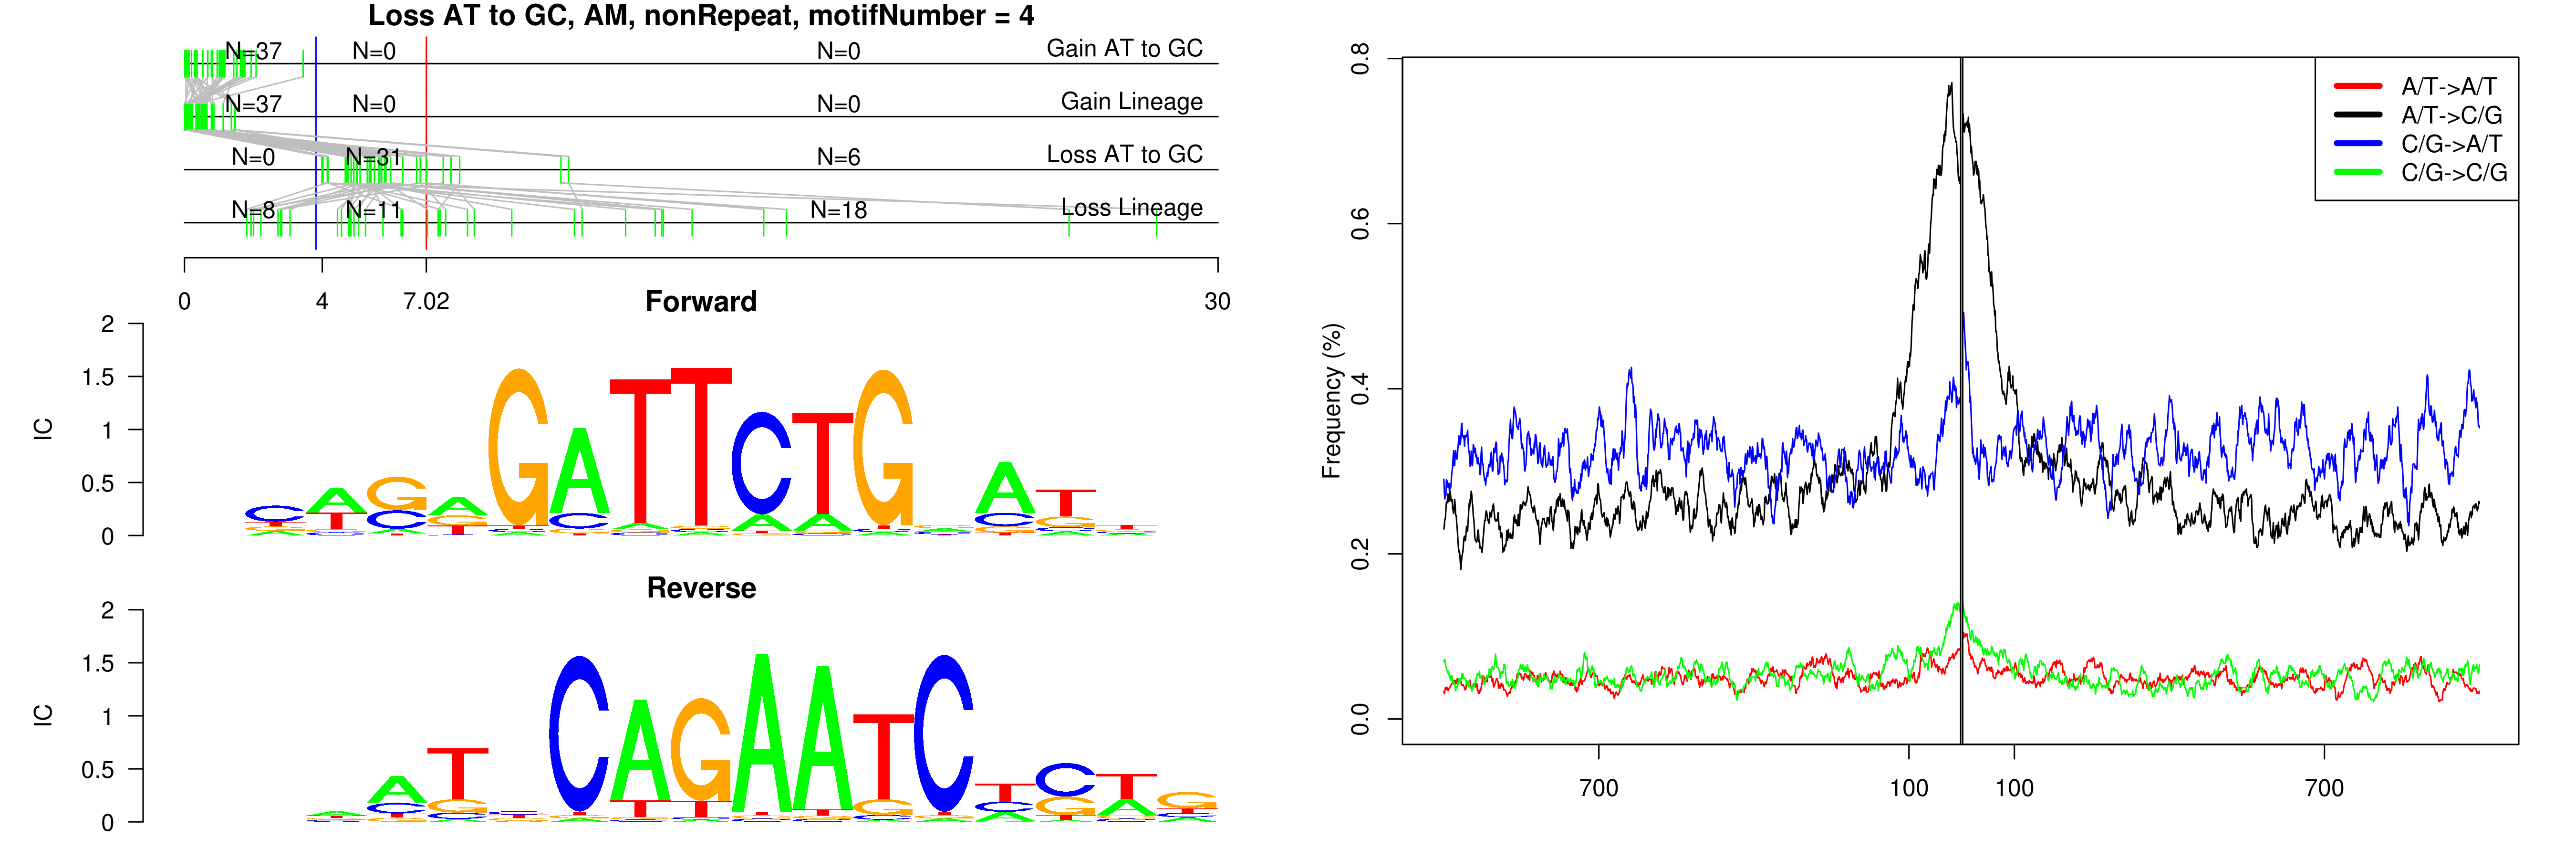 Loss AT to GC, AM, nonRepeat, motifNumber = 4
N=37 N=0 N=0 Gain AT to GC
N=37 N=0 N=0 Gain Lineage
N=0 N=31 N=6 Loss AT to GC
N=8 N=11 N=18 Loss Lineage
0 4 7.02 30
Forward
IC
2
1.5
1
0.5
0
GATTCTG
Reverse
IC
2
1.5
1
0.5
0
CAGAATC
Frequency (%)
0.8
0.6
0.4
0.2
0.0
700 100 100 700
A/T->A/T
A/T->C/G
C/G->A/T
C/G->C/G